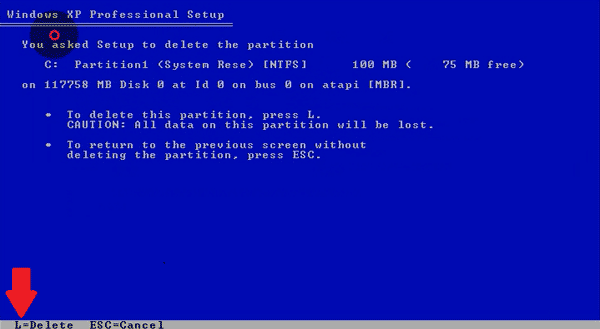 Windows XP Professional Setup
You asked Setup to delete the partition
C: Partition1 (System Rese) [NTFS] 100 MB ( 75 MB free)
on 117758 MB Disk 0 at Id 0 on bus 0 on atapi [MBR].
• To delete this partition, press L.
CAUTION: All data on this partition will be lost.
• To return to the previous screen without
deleting the partition, press ESC.
L=Delete ESC=Cancel